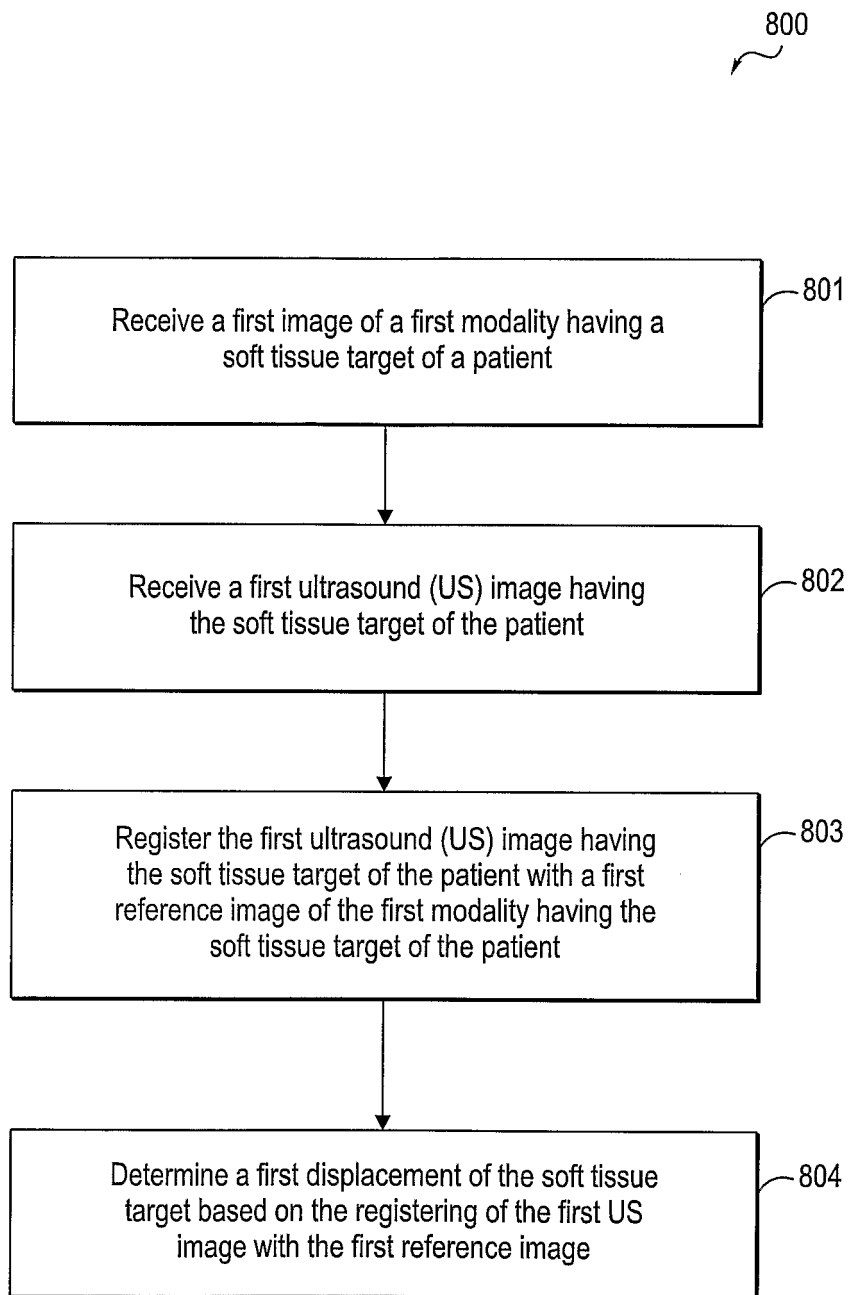 800
Receive a first image of a first modality having a
soft tissue target of a patient
801
Receive a first ultrasound (US) image having
the soft tissue target of the patient
802
Register the first ultrasound (US) image having
the soft tissue target of the patient with a first
reference image of the first modality having the
soft tissue target of the patient
803
Determine a first displacement of the soft tissue
target based on the registering of the first US
image with the first reference image
804